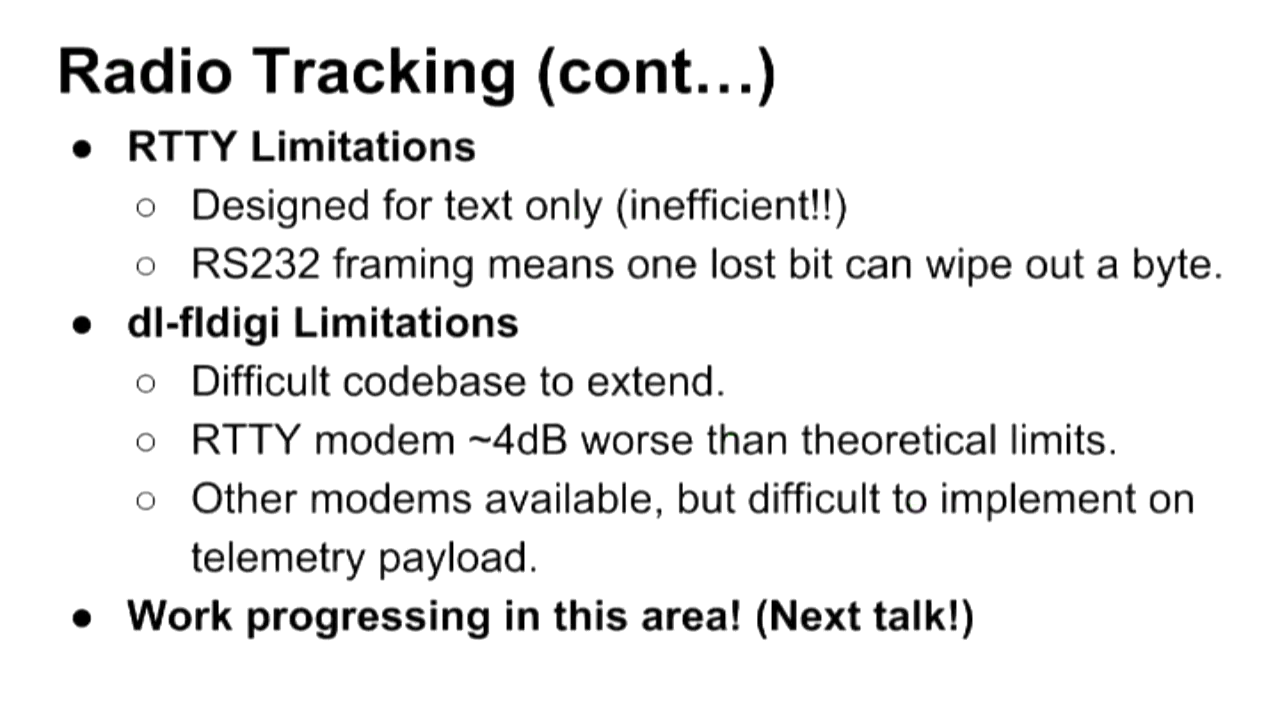 Radio Tracking (cont...)
● RTTY Limitations
○ Designed for text only (inefficient!!)
○ RS232 framing means one lost bit can wipe out a byte.
● dl-fldigi Limitations
○ Difficult codebase to extend.
○ RTTY modem ~4dB worse than theoretical limits.
○ Other modems available, but difficult to implement on
telemetry payload.
● Work progressing in this area! (Next talk!)